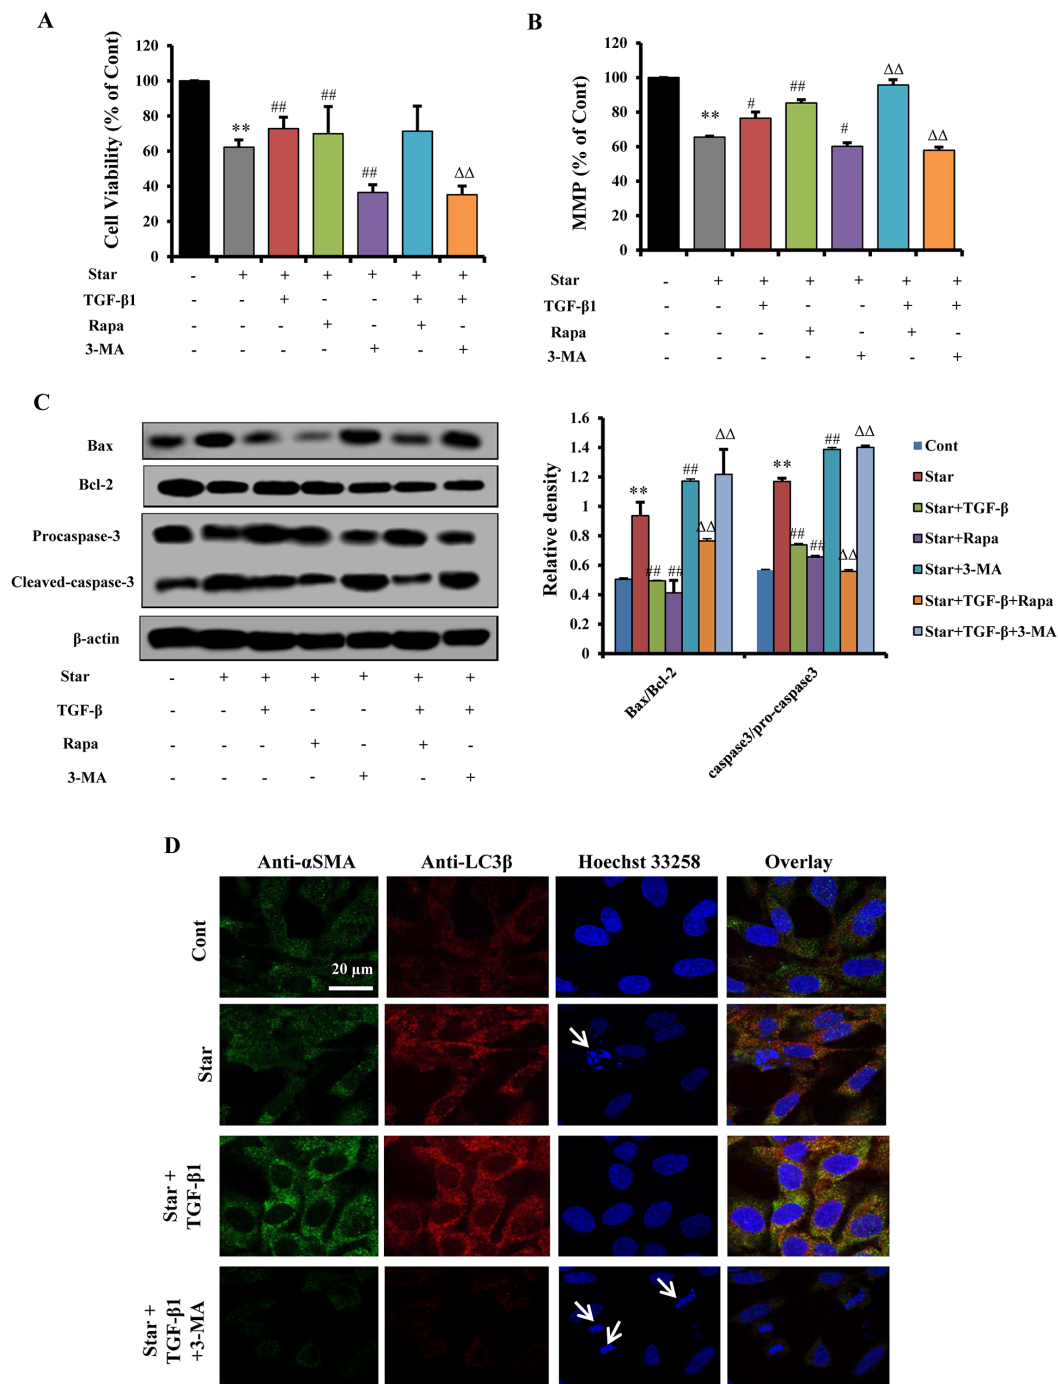 A
Cell Viability (% of Cont)
120
100
80
60
40
20
0
**
##
##
##
ΔΔ
Star - + + + + + +
TGF-β1 - - + - - + +
Rapa - - - + - + -
3-MA - - - - + - +
B
MMP (% of Cont)
120
100
80
60
40
20
0
**
#
##
#
ΔΔ
ΔΔ
Star - + + + + + +
TGF-β1 - - + - - + +
Rapa - - - + - + -
3-MA - - - - + - +
C
Bax
Bcl-2
Procaspase-3
Cleaved-caspase-3
β-actin
Star - + + + + + +
TGF-β - - + - - + +
Rapa - - - + - + -
3-MA - - - - + - +
Relative density
1.6
1.4
1.2
1
0.8
0.6
0.4
0.2
0
**
##
##
##
ΔΔ
ΔΔ
**
##
##
##
ΔΔ
ΔΔ
Bax/Bcl-2
caspase3/pro-caspase3
Cont
Star
Star+TGF-β
Star+Rapa
Star+3-MA
Star+TGF-β+Rapa
Star+TGF-β+3-MA
D
Anti-αSMA Anti-LC3β Hoechst 33258 Overlay
Cont
20 μm
Star
Star +
TGF-β1
Star +
TGF-β1
+3-MA